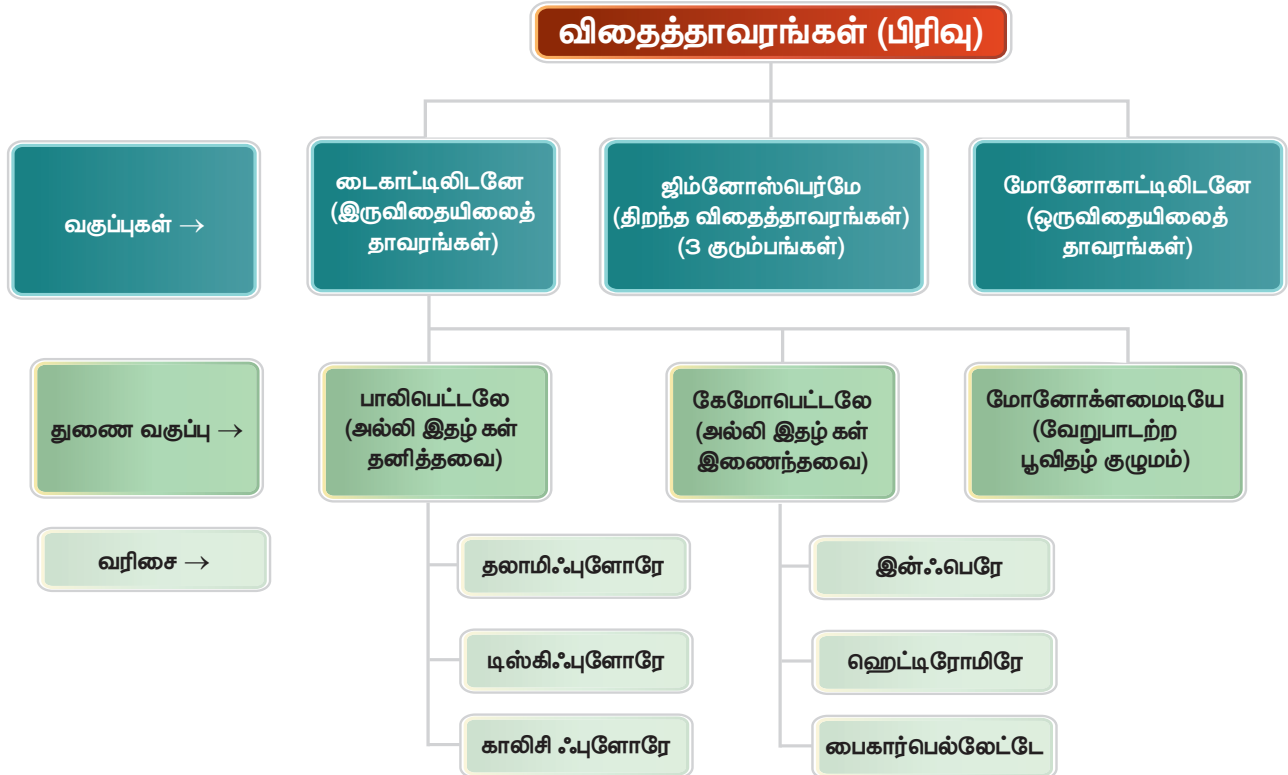 விதைத்தாவரங்கள் (பிரிவு)
வகுப்புகள் →
டைகாட்டிலிடனே
(இருவிதையிலைத்
தாவரங்கள்)
ஜிம்னோஸ்பெர்மே
(திறந்த விதைத்தாவரங்கள்)
(3 குடும்பங்கள்)
மோனோகாட்டிலிடனே
(ஒருவிதையிலைத்
தாவரங்கள்)
துணை வகுப்பு →
பாலிபெட்டலே
(அல்லி இதழ் கள்
தனித்தவை)
கேமோபெட்டலே
(அல்லி இதழ் கள்
இணைந்தவை)
மோனோக்ளமைடியே
(வேறுபாடற்ற
பூவிதழ் குழுமம்)
வரிசை →
தலாமிஃபுளோரே
இன்ஃபெரே
டிஸ்கிஃபுளோரே
ஹெட்டிரோமிரே
காலிசி ஃபுளோரே
பைகார்பெல்லேட்டே